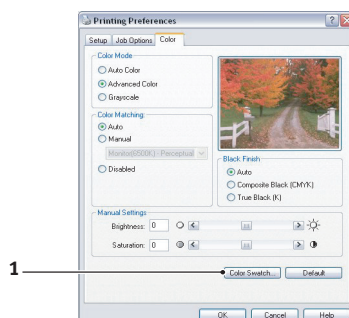 Printing Preferences
Setup Job Options Color
Color Mode
Auto Color
Advanced Color
Grayscale
Color Matching:
Auto
Manual
Monitor(6500K) - Perceptual
Disabled
Black Finish
Auto
Composite Black (CMYK)
True Black (K)
Manual Settings
Brightness: 0
Saturation: 0
1
Color Swatch... Default
OK Cancel Help